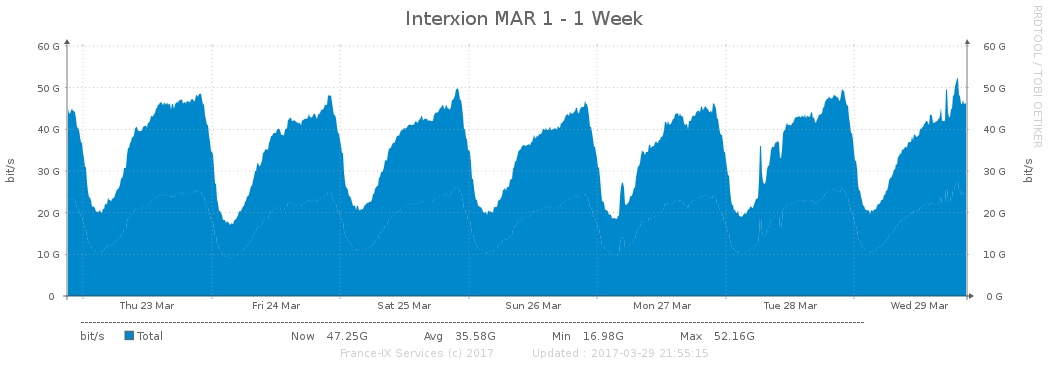 Interxion MAR 1 - 1 Week
RRDTOOL / TOBI OETIKER
60 G 60 G
50 G 50 G
40 G 40 G
30 G 30 G
20 G 20 G
10 G 10 G
0 0 G
bit/s
bit/s
Thu 23 Mar Fri 24 Mar Sat 25 Mar Sun 26 Mar Mon 27 Mar Tue 28 Mar Wed 29 Mar
bit/s Total Now 47.25G Avg 35.58G Min 16.98G Max 52.16G
France-IX Services (c) 2017 Updated : 2017-03-29 21:55:15